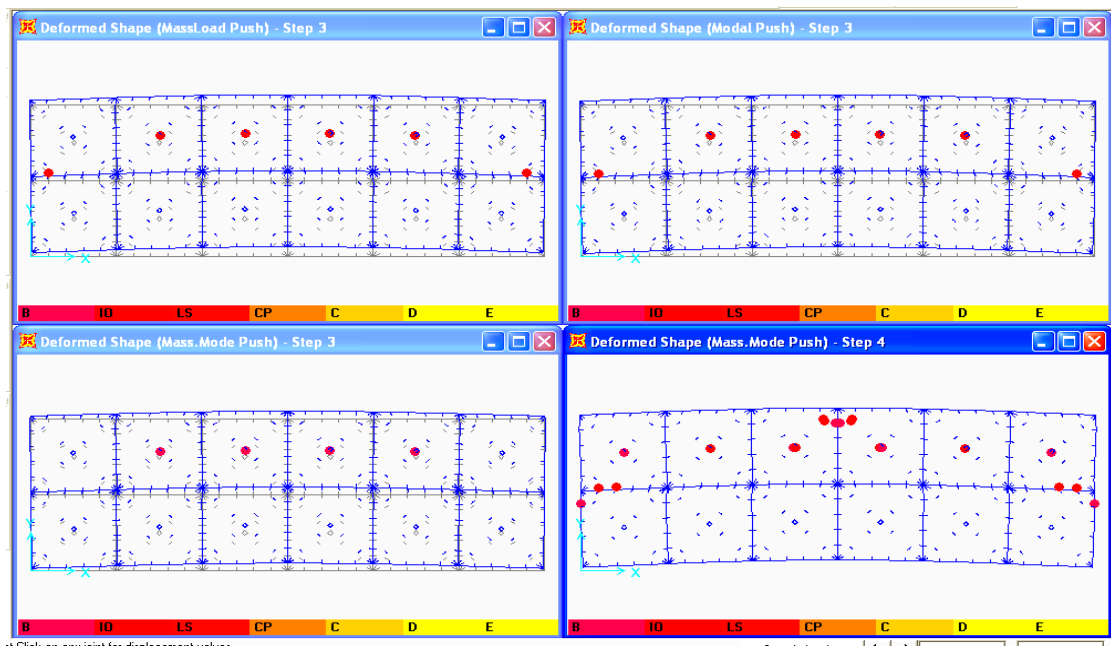 Deformed Shape (MassLoad Push) - Step 3
Y
X
B IO LS CP C D E
Deformed Shape (Modal Push) - Step 3
Y
X
B IO LS CP C D E
Deformed Shape (Mass.Mode Push) - Step 3
Y
X
B IO LS CP C D E
Deformed Shape (Mass.Mode Push) - Step 4
Y
X
B IO LS CP C D E
Click on any joint for displacement values